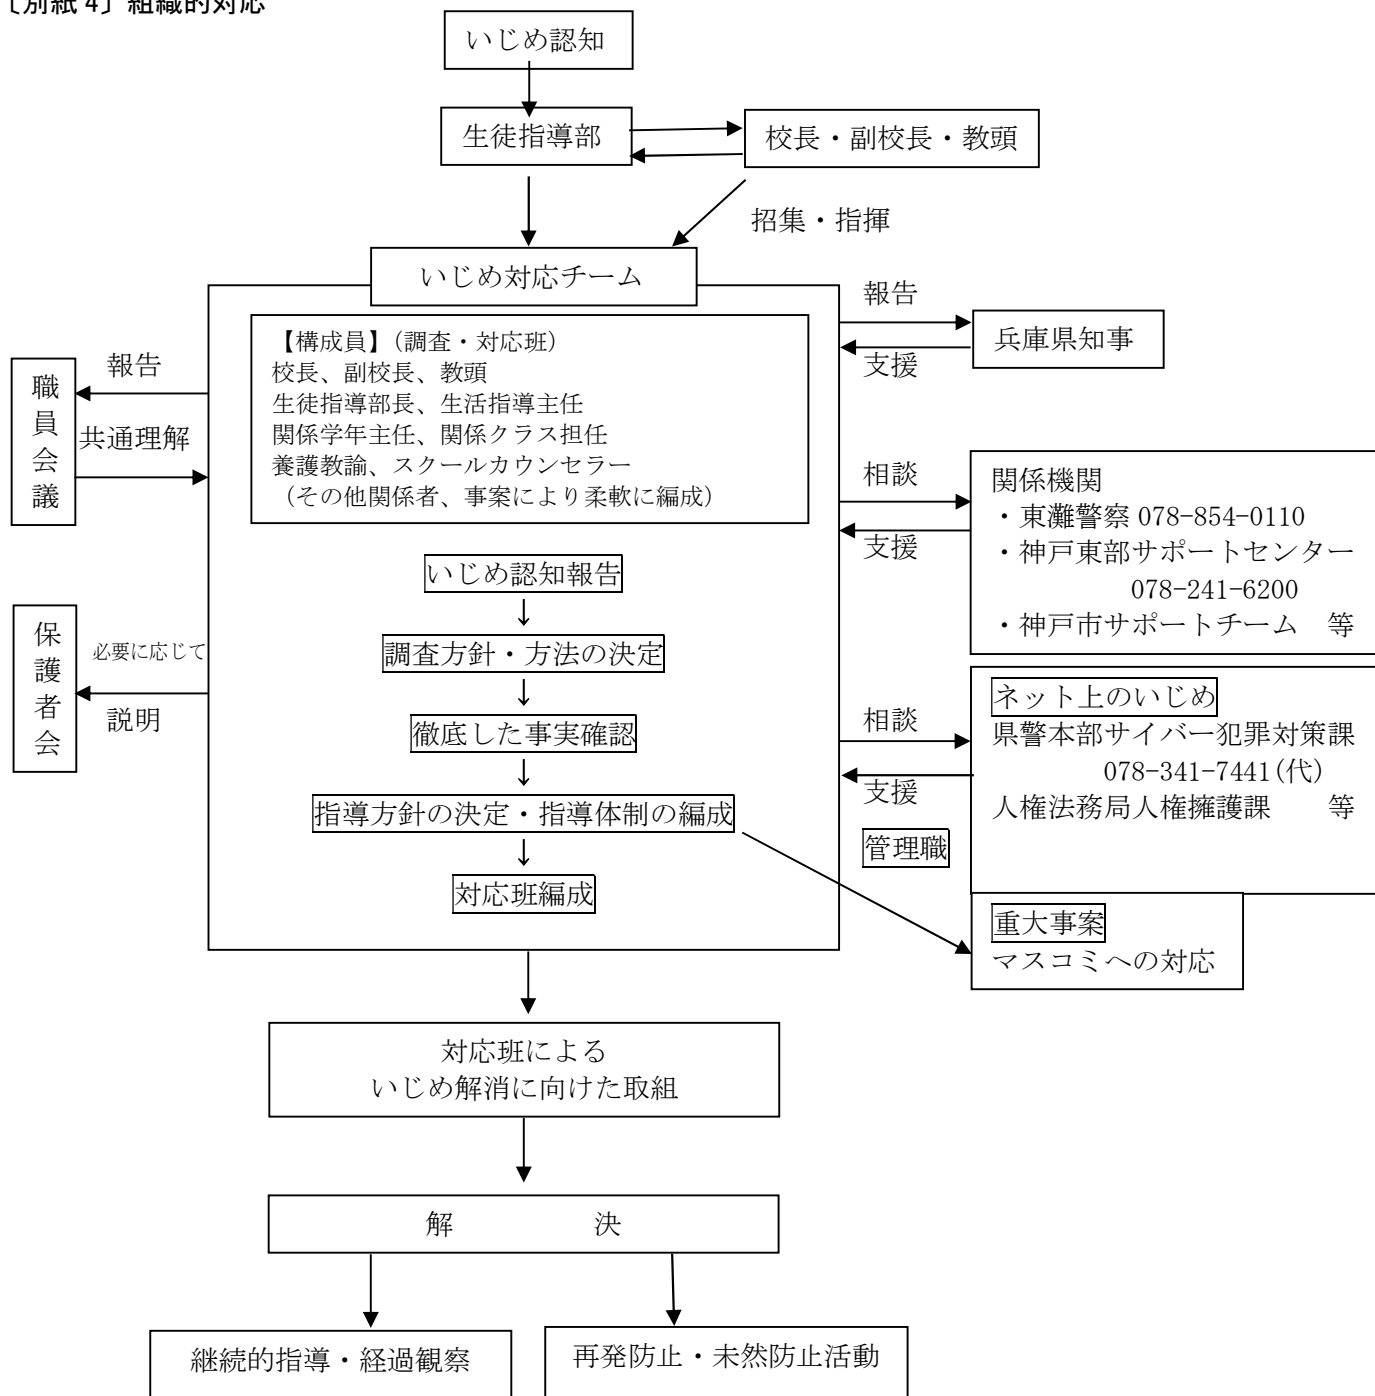 〔別紙 4〕組織的対応
いじめ認知
生徒指導部
校長・副校長・教頭
招集・指揮
いじめ対応チーム
【構成員】(調査・対応班)
校長、副校長、教頭
生徒指導部長、生活指導主任
関係学年主任、関係クラス担任
養護教諭、スクールカウンセラー
（その他関係者、事案により柔軟に編成）
報告
兵庫県知事
支援
職員会議
報告
共通理解
相談
支援
関係機関
・東灘警察 078-854-0110
・神戸東部サポートセンター
078-241-6200
・神戸市サポートチーム　等
いじめ認知報告
↓
調査方針・方法の決定
↓
徹底した事実確認
↓
指導方針の決定・指導体制の編成
↓
対応班編成
保護者会
必要に応じて
説明
相談
支援
ネット上のいじめ
県警本部サイバー犯罪対策課
078-341-7441(代)
人権法務局人権擁護課　　等
管理職
重大事案
マスコミへの対応
対応班による
いじめ解消に向けた取組
解　　　　　決
継続的指導・経過観察
再発防止・未然防止活動